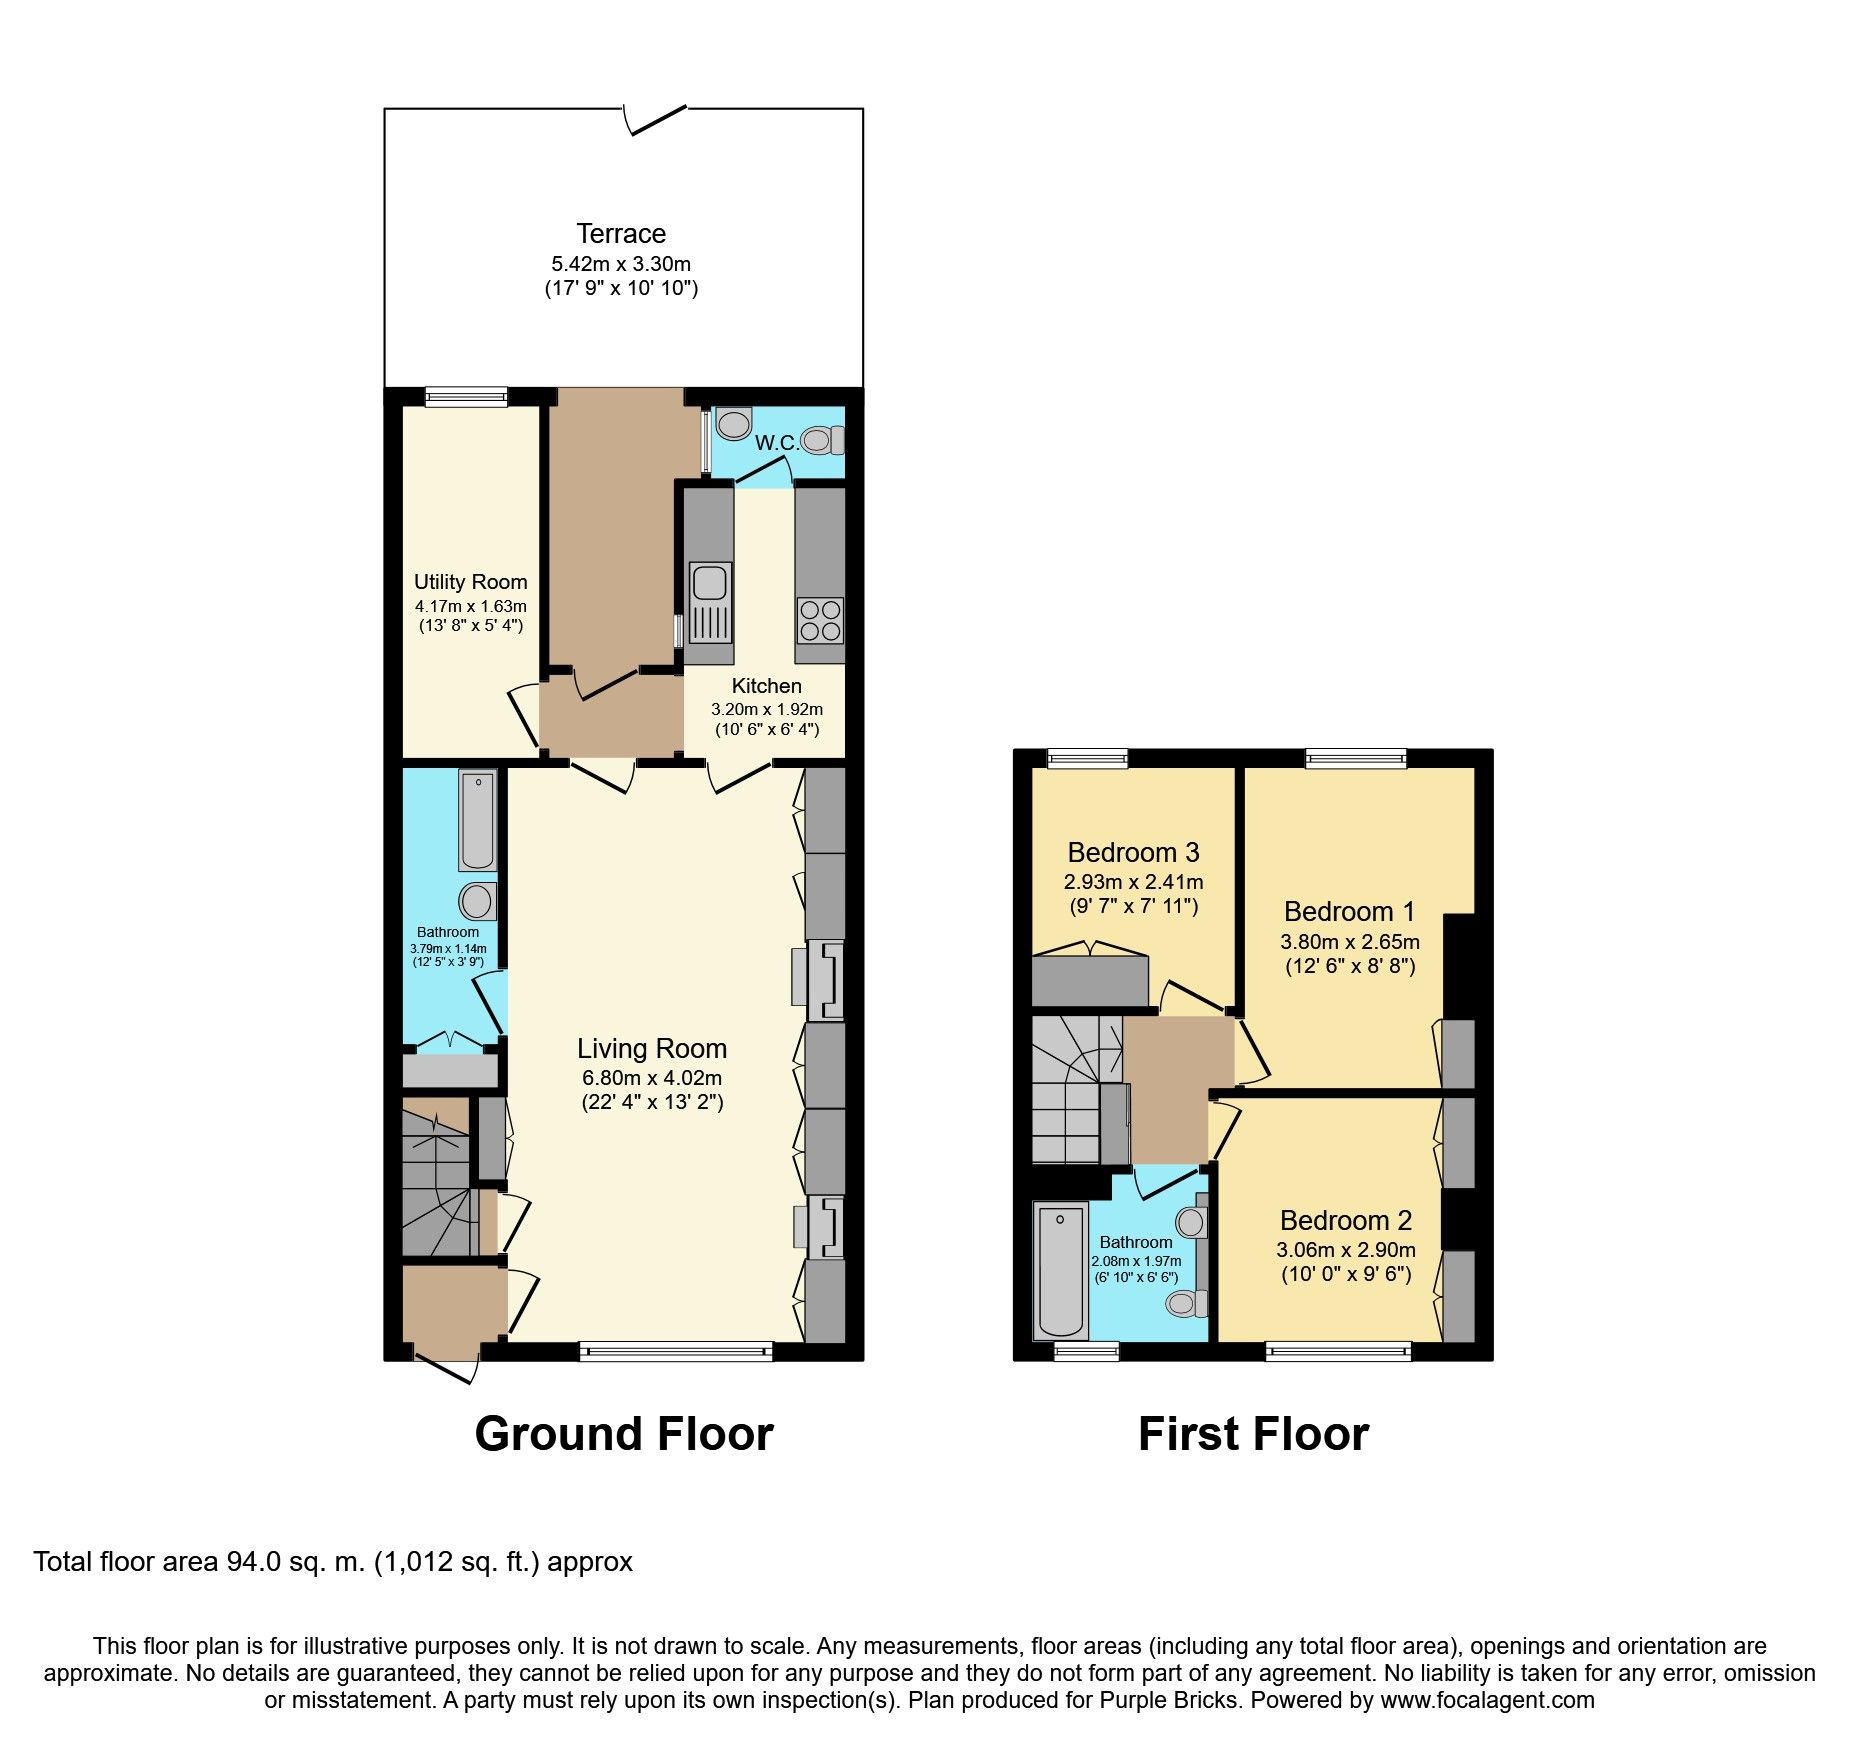 Terrace
5.42m x 3.30m
(17' 9" x 10' 10")
W.C.
Utility Room
4.17m x 1.63m
(13' 8" x 5' 4")
Kitchen
3.20m x 1.92m
(10' 6" x 6' 4")
Bathroom
3.79m x 1.14m
(12' 5" x 3' 9")
Living Room
6.80m x 4.02m
(22' 4" x 13' 2")
Ground Floor
Bedroom 3
2.93m x 2.41m
(9' 7" x 7' 11")
Bedroom 1
3.80m x 2.65m
(12' 6" x 8' 8")
Bedroom 2
3.06m x 2.90m
(10' 0" x 9' 6")
Bathroom
2.08m x 1.97m
(6' 10" x 6' 6")
First Floor
Total floor area 94.0 sq. m. (1,012 sq. ft.) approx
This floor plan is for illustrative purposes only. It is not drawn to scale. Any measurements, floor areas (including any total floor area), openings and orientation are
approximate. No details are guaranteed, they cannot be relied upon for any purpose and they do not form part of any agreement. No liability is taken for any error, omission
or misstatement. A party must rely upon its own inspection(s). Plan produced for Purple Bricks. Powered by www.focalagent.com